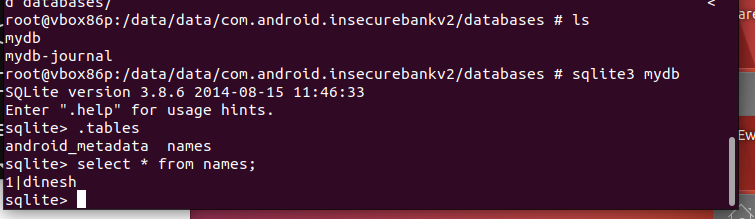 d databases/ <
root@vbox86p:/data/data/com.android.insecurebankv2/databases # ls
mydb
mydb-journal
root@vbox86p:/data/data/com.android.insecurebankv2/databases # sqlite3 mydb
SQLite version 3.8.6 2014-08-15 11:46:33
Enter ".help" for usage hints.
sqlite> .tables
android_metadata  names
sqlite> select * from names;
1|dinesh
sqlite>